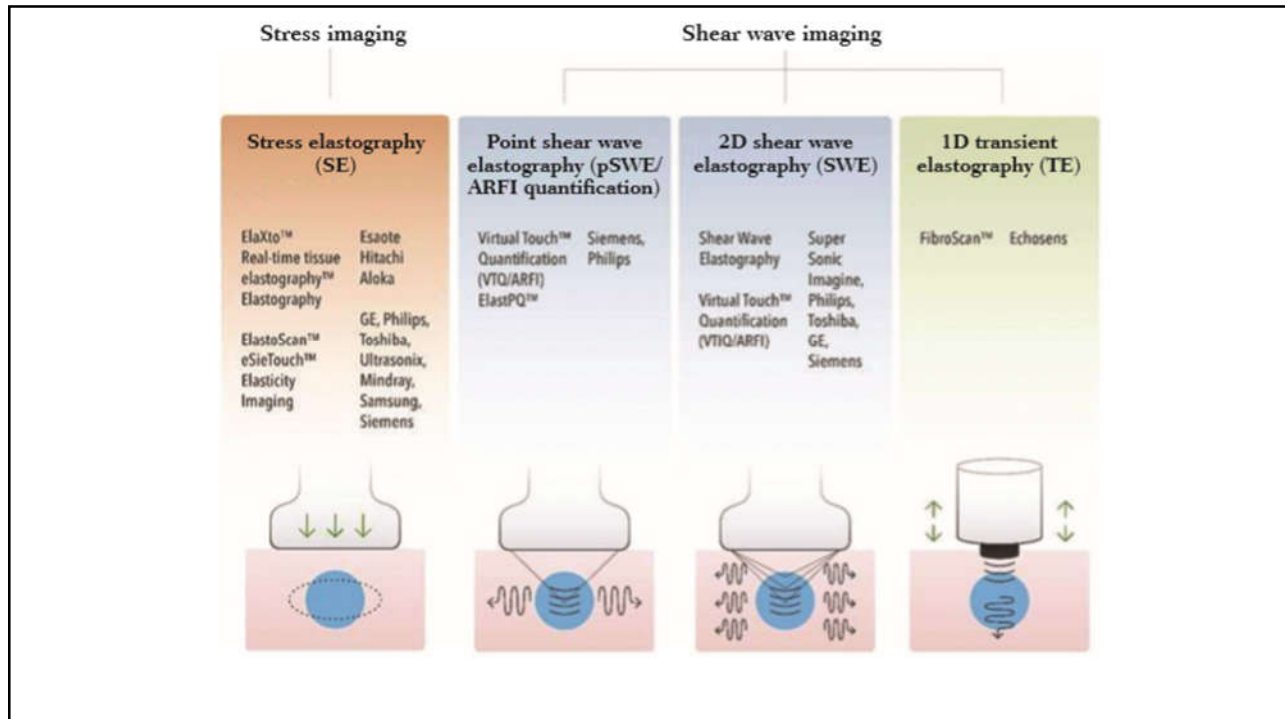 Stress imaging
Shear wave imaging
Stress elastography
(SE)
ElaXto™
Real-time tissue
elastography™
Elastography
ElastoScan™
eSieTouch™
Elasticity
Imaging
Esaote
Hitachi
Aloka
GE, Philips,
Toshiba,
Ultrasonix,
Mindray,
Samsung,
Siemens
Point shear wave
elastography (pSWE/
ARFI quantification)
Virtual Touch™
Quantification
(VTQ/ARFI)
ElastPQ™
Siemens,
Philips
2D shear wave
elastography (SWE)
Shear Wave
Elastography
Virtual Touch™
Quantification
(VTIQ/ARFI)
Super
Sonic
Imagine,
Philips,
Toshiba,
GE,
Siemens
1D transient
elastography (TE)
FibroScan™
Echosens